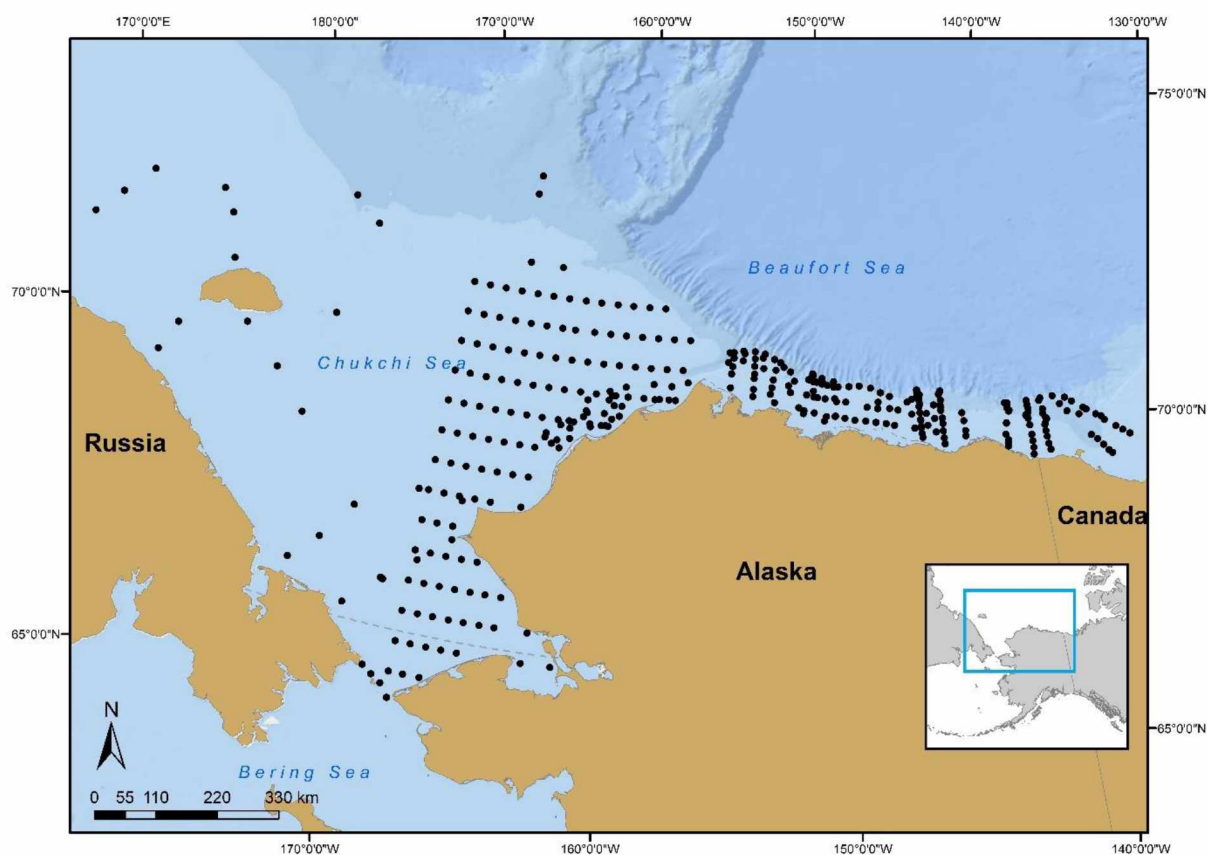 170°0'0"E 180°0'0" 170°0'0"W 160°0'0"W 150°0'0"W 140°0'0"W 130°0'0"W
75°0'0"N
Beaufort Sea
70°0'0"N
Chukchi Sea
70°0'0"N
Russia
Canada
Alaska
65°0'0"N
N
65°0'0"N
Bering Sea
0 55 110 220 330 km
170°0'0"W 160°0'0"W 150°0'0"W 140°0'0"W